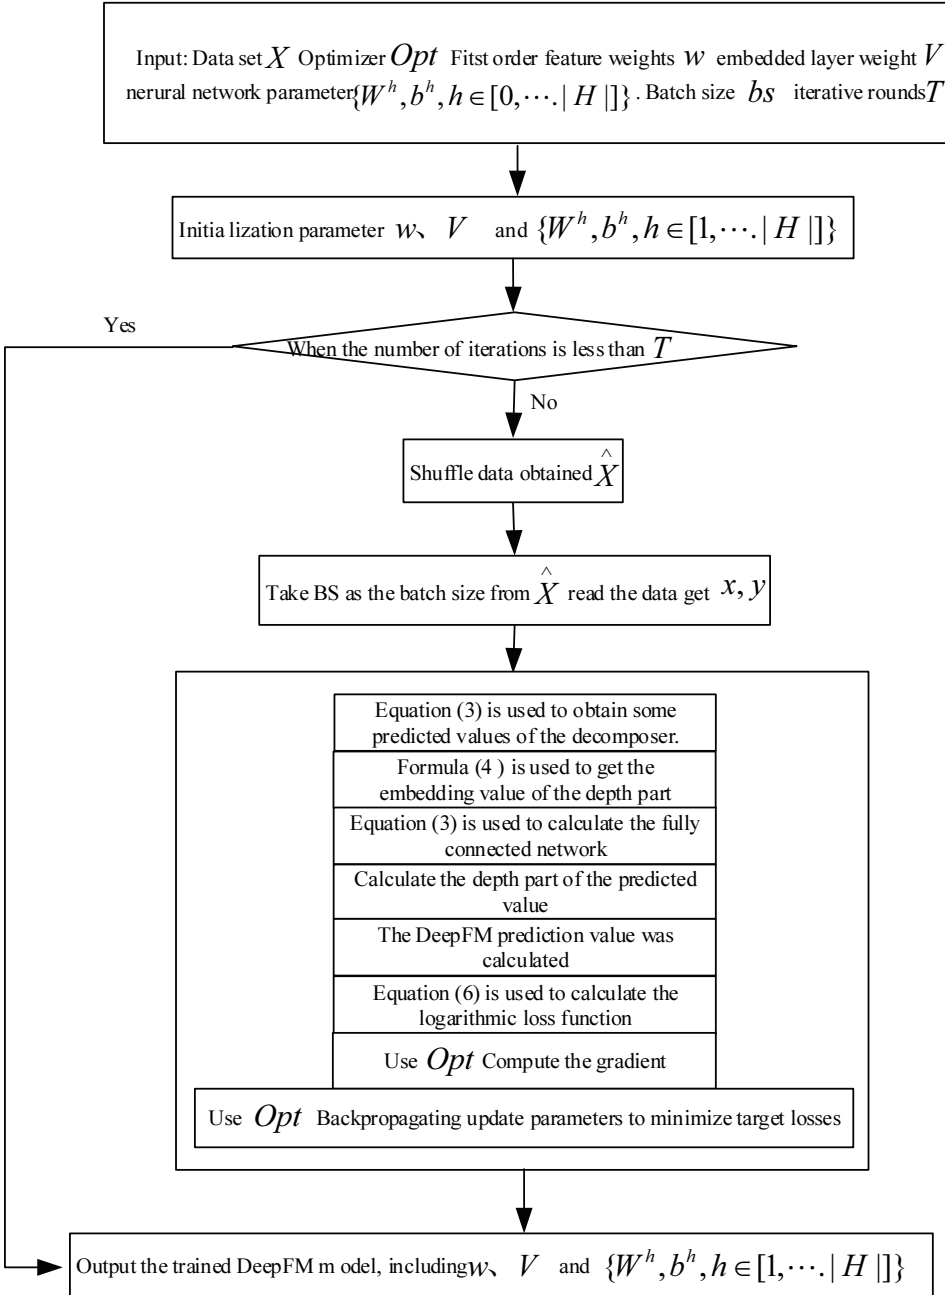 Input: Data set X Optimizer Opt Fitst order feature weights w embedded layer weight V
nerural network parameter{W^h, b^h, h ∈ [0, ⋯. | H |]} . Batch size bs iterative rounds T
Initia lization parameter w、 V and {W^h, b^h, h ∈ [1, ⋯. | H |]}
Yes
When the number of iterations is less than T
No
Shuffle data obtained X̂
Take BS as the batch size from X̂ read the data get x, y
Equation (3) is used to obtain some
predicted values of the decomposer.
Formula (4 ) is used to get the
embedding value of the depth part
Equation (3) is used to calculate the fully
connected network
Calculate the depth part of the predicted
value
The DeepFM prediction value was
calculated
Equation (6) is used to calculate the
logarithmic loss function
Use Opt Compute the gradient
Use Opt Backpropagating update parameters to minimize target losses
Output the trained DeepFM m odel, including w、 V and {W^h, b^h, h ∈ [1, ⋯. | H |]}